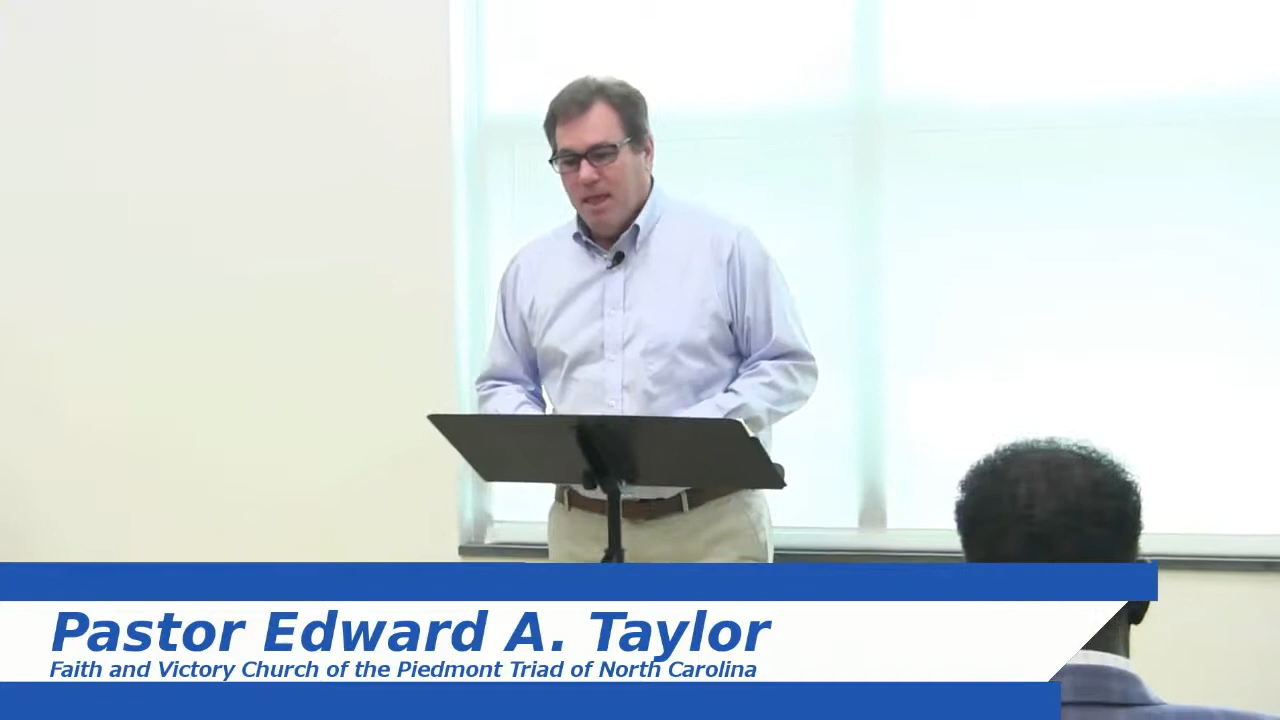 Pastor Edward A. Taylor
Faith and Victory Church of the Piedmont Triad of North Carolina